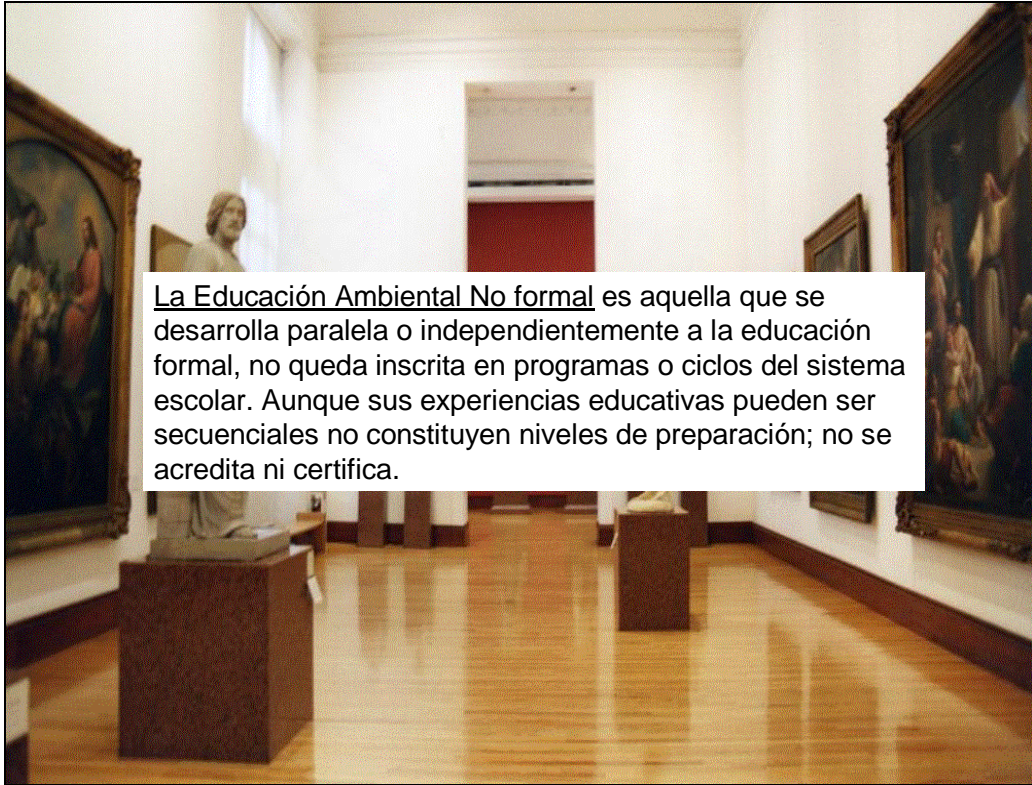 La Educación Ambiental No formal es aquella que se
desarrolla paralela o independientemente a la educación
formal, no queda inscrita en programas o ciclos del sistema
escolar. Aunque sus experiencias educativas pueden ser
secuenciales no constituyen niveles de preparación; no se
acredita ni certifica.